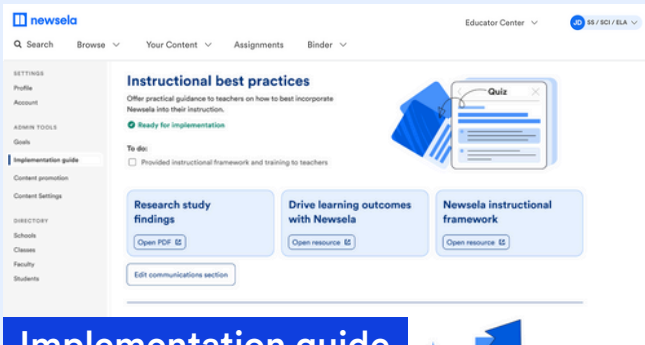 newsela
Educator Center
JD SS / SCI / ELA
Search Browse Your Content Assignments Binder
SETTINGS
Profile
Account
ADMIN TOOLS
Goals
Implementation guide
Content promotion
Content Settings
DIRECTORY
Schools
Classes
Faculty
Students
Instructional best practices
Offer practical guidance to teachers on how to best incorporate
Newsela into their instruction.
Ready for implementation
To do:
Provided instructional framework and training to teachers
Quiz
Research study
findings
Open PDF
Drive learning outcomes
with Newsela
Open resource
Newsela instructional
framework
Open resource
Edit communications section
Implementation guide